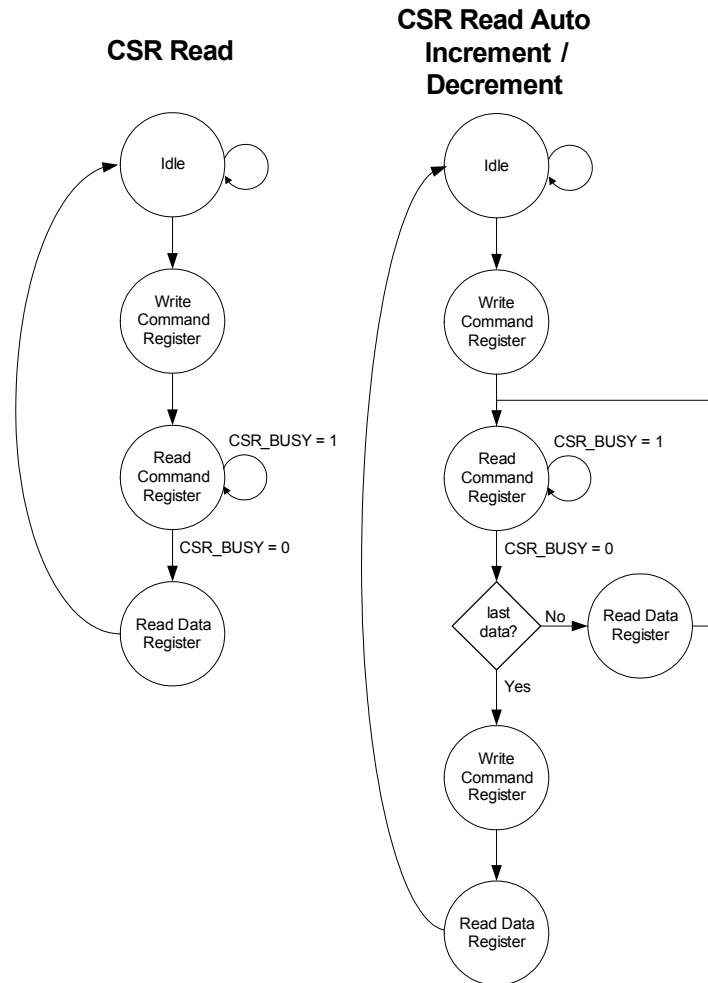 CSR Read
Idle
Write
Command
Register
Read
Command
Register
CSR_BUSY = 1
CSR_BUSY = 0
Read Data
Register
CSR Read Auto
Increment /
Decrement
Idle
Write
Command
Register
Read
Command
Register
CSR_BUSY = 1
CSR_BUSY = 0
last
data?
No
Read Data
Register
Yes
Write
Command
Register
Read Data
Register